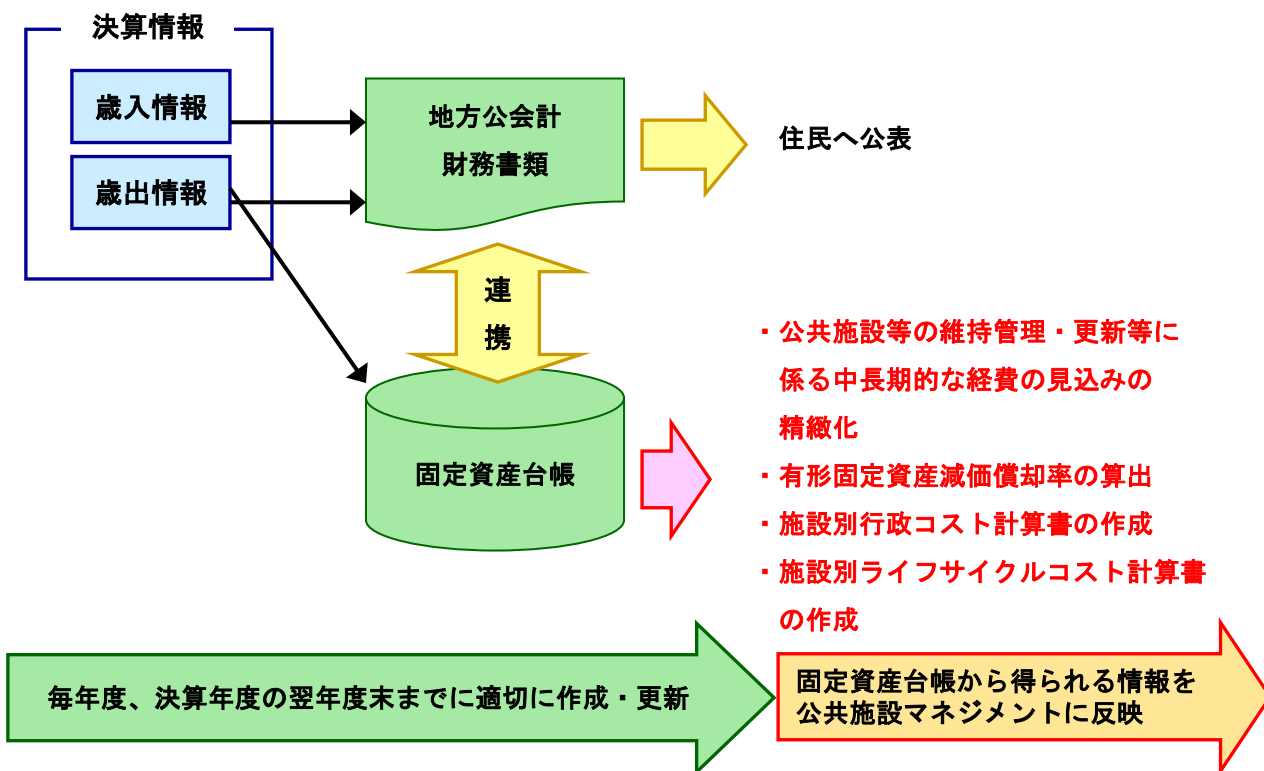 決算情報
歳入情報
歳出情報
地方公会計
財務書類
住民へ公表
連
携
固定資産台帳
・公共施設等の維持管理・更新等に
係る中長期的な経費の見込みの
精緻化
・有形固定資産減価償却率の算出
・施設別行政コスト計算書の作成
・施設別ライフサイクルコスト計算書
の作成
毎年度、決算年度の翌年度末までに適切に作成・更新
固定資産台帳から得られる情報を
公共施設マネジメントに反映